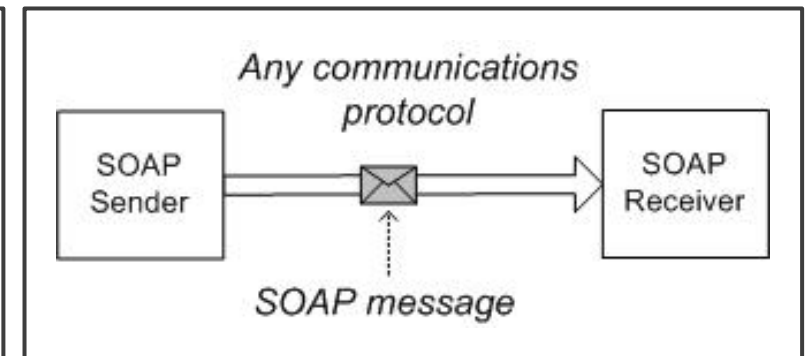 Any communications
protocol
SOAP
Sender
SOAP
Receiver
SOAP message